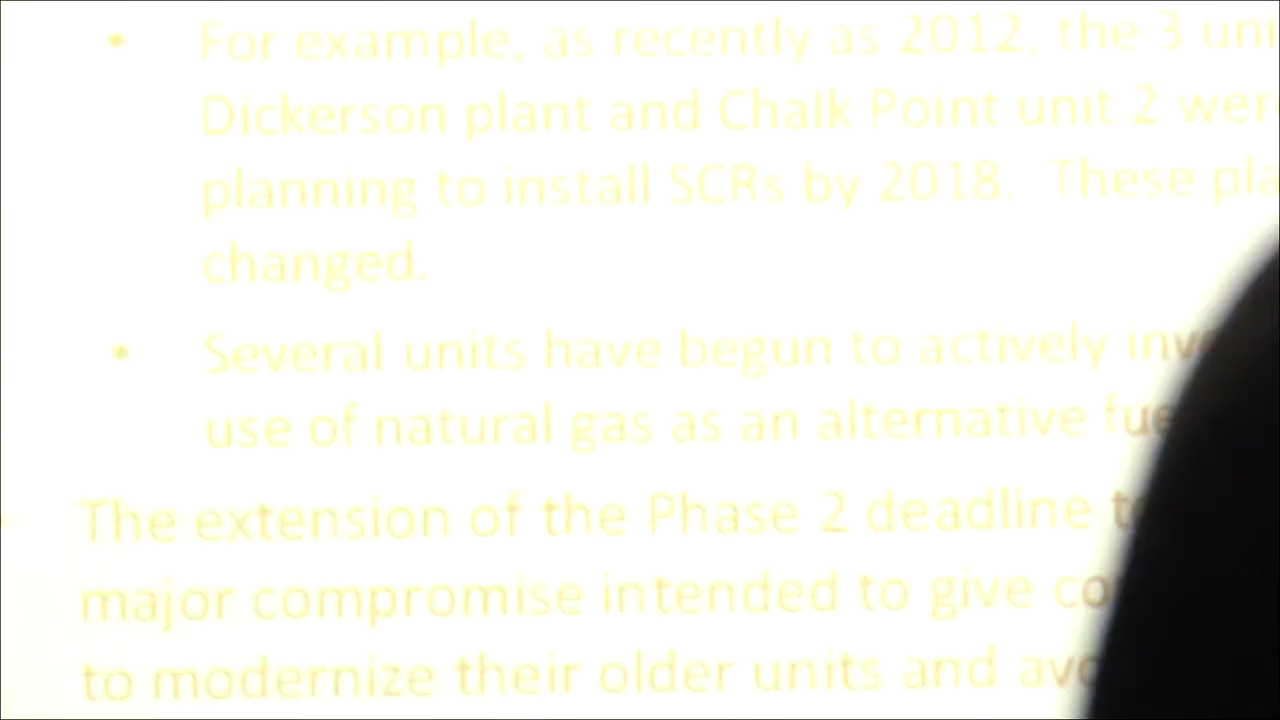 • For example, as recently as 2012, the 3
Dickerson plant and Chalk Point unit 2
planning to install SCRs by 2018. These
changed.
• Several units have begun to actively
use of natural gas as an alternative
The extension of the Phase 2 deadline
major compromise intended to give
to modernize their older units and